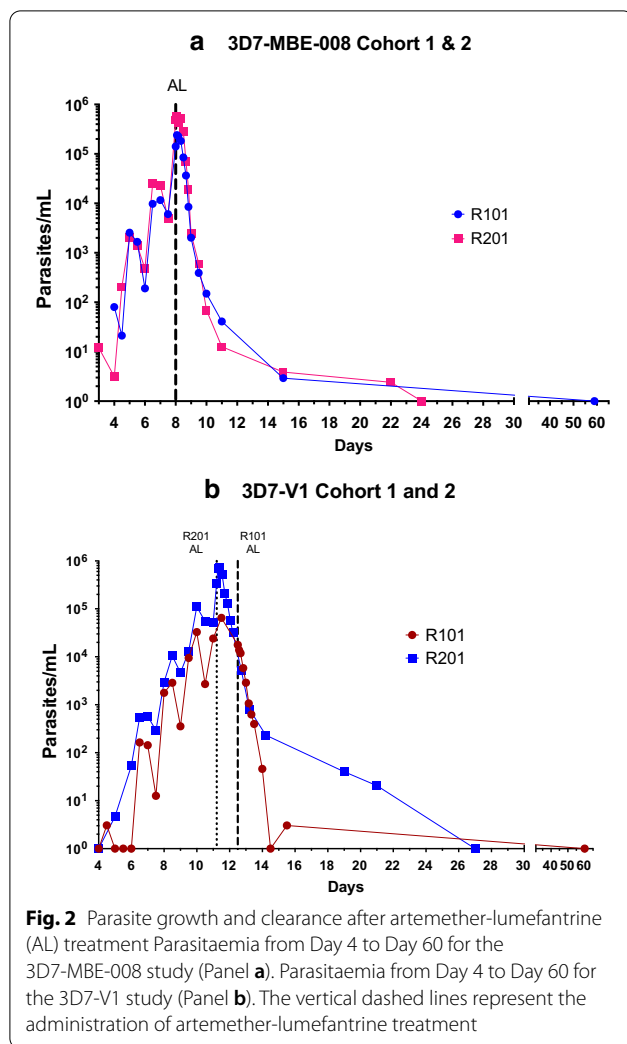 a 3D7-MBE-008 Cohort 1 & 2
AL
Parasites/mL
10⁶
10⁵
10⁴
10³
10²
10¹
10⁰
R101
R201
4 6 8 10 12 14 16 18 20 22 24 26 28 30 40 50 60
Days
b 3D7-V1 Cohort 1 and 2
R201 AL
R101 AL
Parasites/mL
10⁶
10⁵
10⁴
10³
10²
10¹
10⁰
R101
R201
4 6 8 10 12 14 16 18 20 22 24 26 28 30 40 50 60
Days
Fig. 2 Parasite growth and clearance after artemether-lumefantrine
(AL) treatment Parasitaemia from Day 4 to Day 60 for the
3D7-MBE-008 study (Panel a). Parasitaemia from Day 4 to Day 60 for
the 3D7-V1 study (Panel b). The vertical dashed lines represent the
administration of artemether-lumefantrine treatment